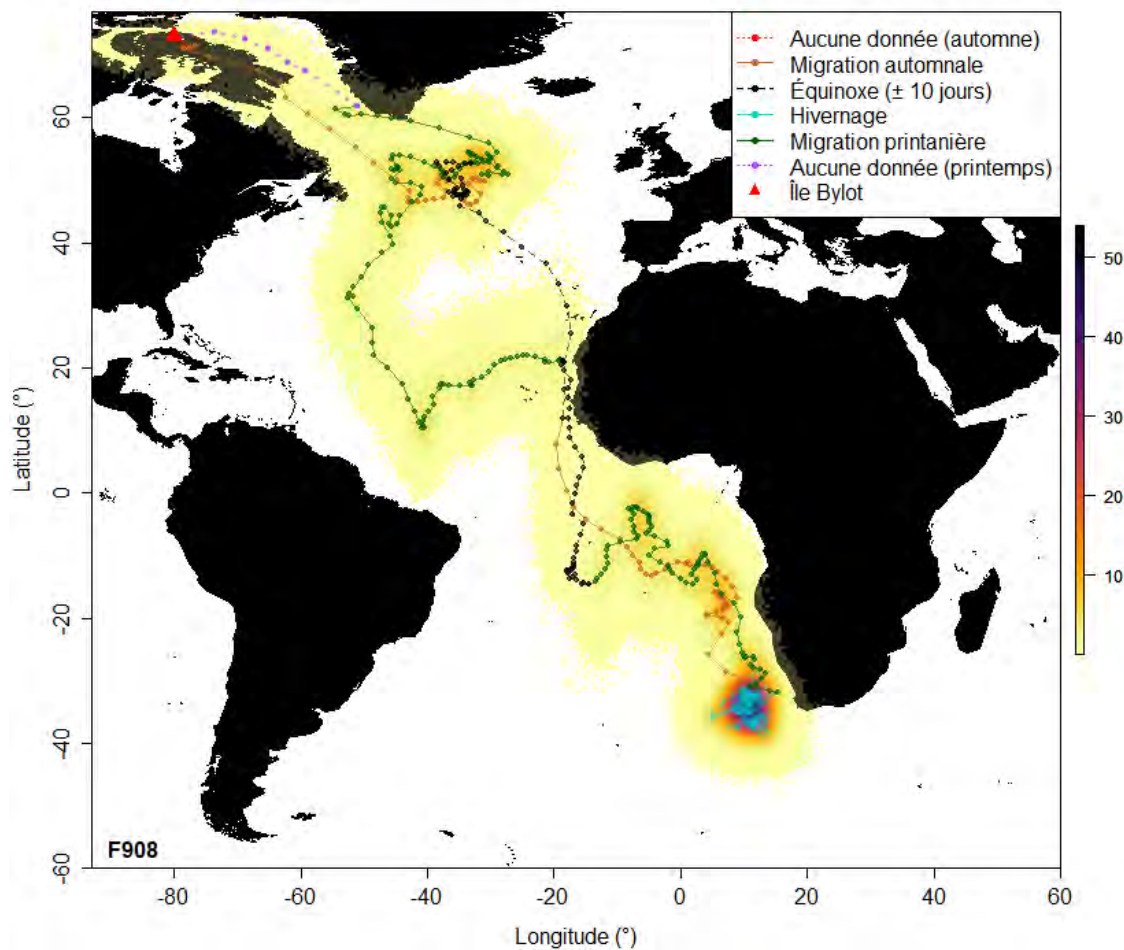 Aucune donnée (automne)
Migration automnale
Équinoxe (± 10 jours)
Hivernage
Migration printanière
Aucune donnée (printemps)
Île Bylot
60
40
20
0
-20
-40
-60
Latitude (°)
50
40
30
20
10
F908
-80
-60
-40
-20
0
20
40
60
Longitude (°)